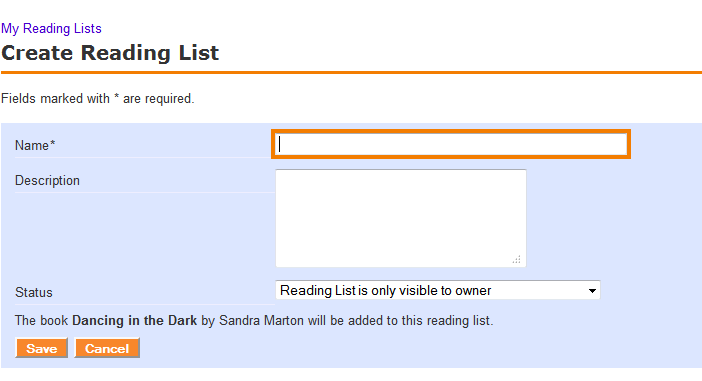 My Reading Lists
Create Reading List
Fields marked with * are required.
Name*
Description
Status
Reading List is only visible to owner
The book Dancing in the Dark by Sandra Marton will be added to this reading list.
Save Cancel